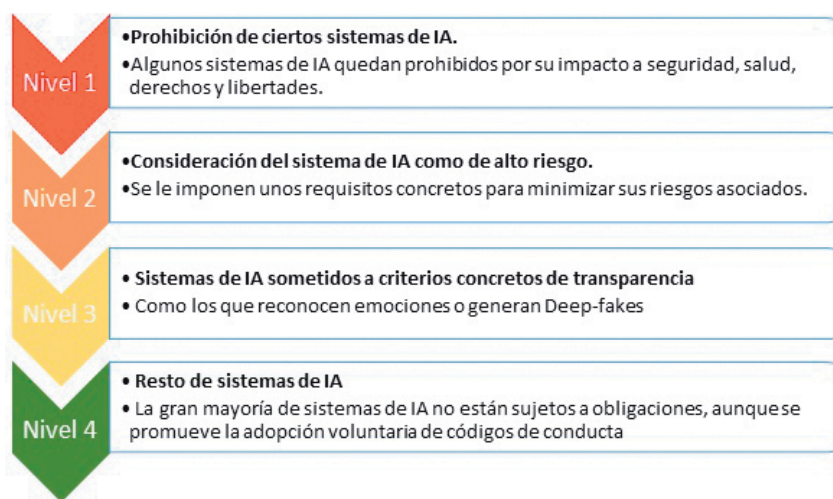 Nivel 1
•Prohibición de ciertos sistemas de IA.
•Algunos sistemas de IA quedan prohibidos por su impacto a seguridad, salud,
derechos y libertades.
Nivel 2
•Consideración del sistema de IA como de alto riesgo.
•Se le imponen unos requisitos concretos para minimizar sus riesgos asociados.
Nivel 3
• Sistemas de IA sometidos a criterios concretos de transparencia
• Como los que reconocen emociones o generan Deep-fakes
Nivel 4
• Resto de sistemas de IA
• La gran mayoría de sistemas de IA no están sujetos a obligaciones, aunque se
promueve la adopción voluntaria de códigos de conducta